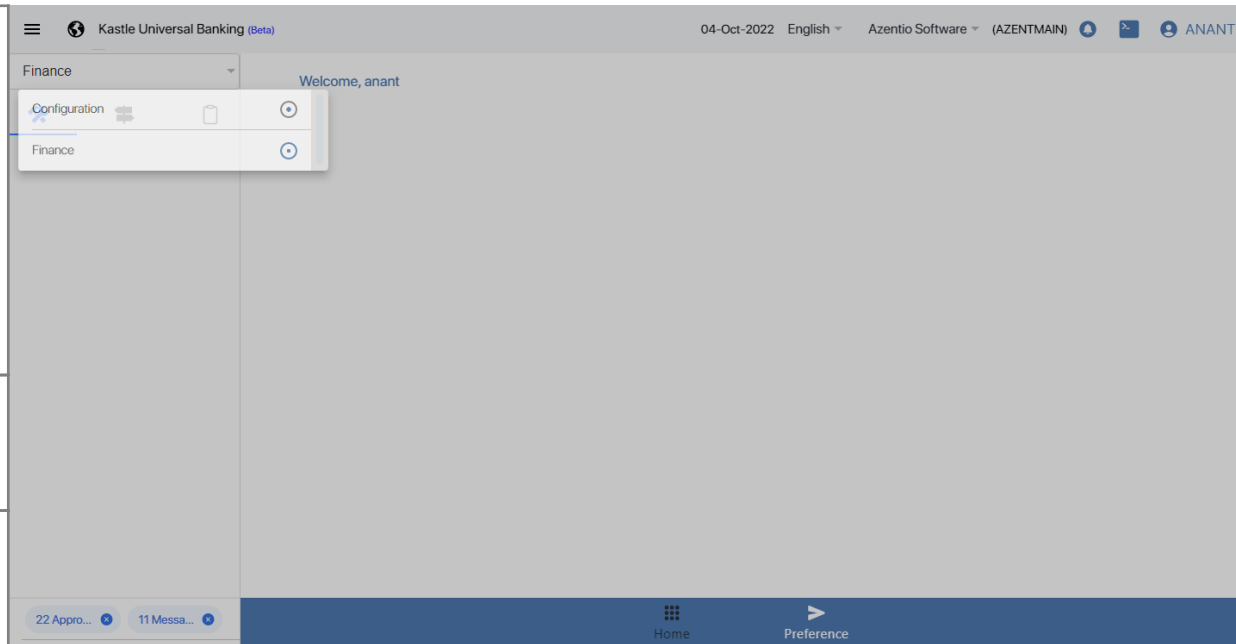 Kastle Universal Banking (Beta) 04-Oct-2022 English Azentio Software (AZENTMAIN) ANANT
Finance
Welcome, anant
Configuration
Finance
22 Appro... 11 Messa...
Home Preference